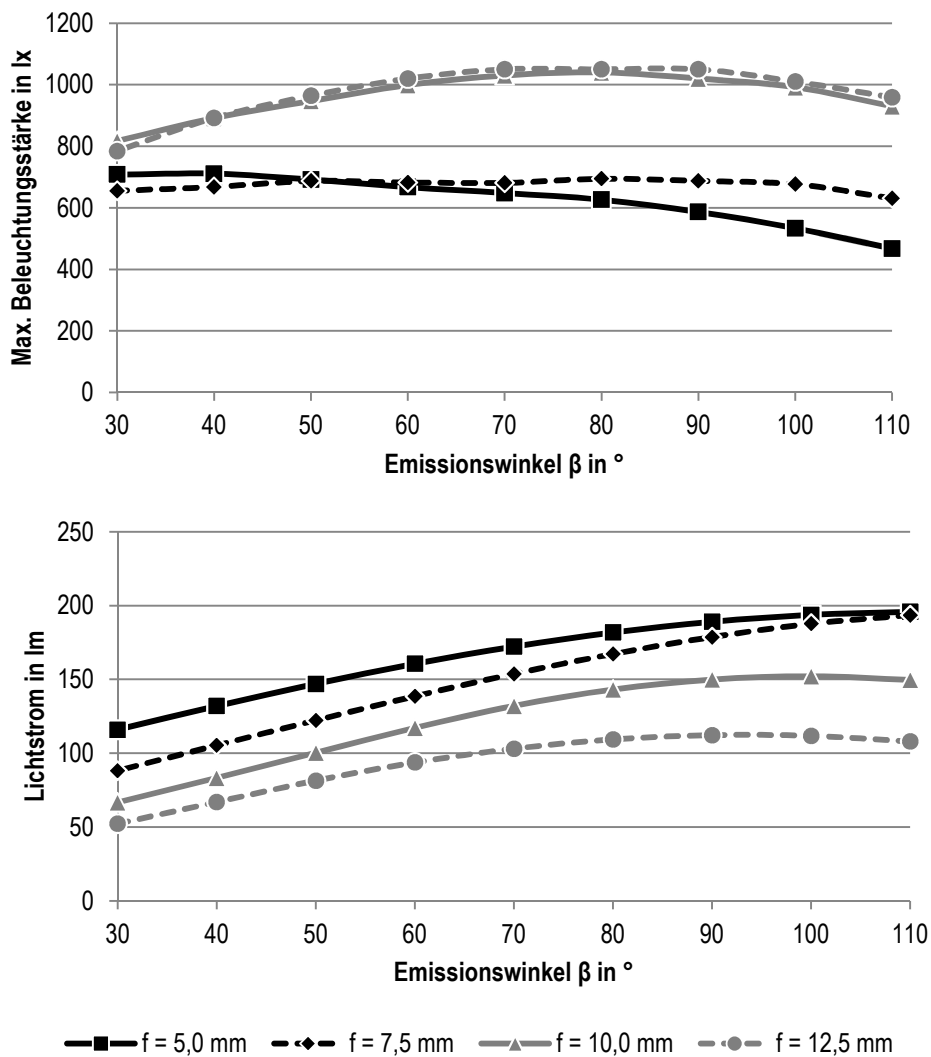 Max. Beleuchtungsstärke in lx
1200
1000
800
600
400
200
0
30 40 50 60 70 80 90 100 110
Emissionswinkel β in °
Lichtstrom in lm
250
200
150
100
50
0
30 40 50 60 70 80 90 100 110
Emissionswinkel β in °
f = 5,0 mm f = 7,5 mm f = 10,0 mm f = 12,5 mm